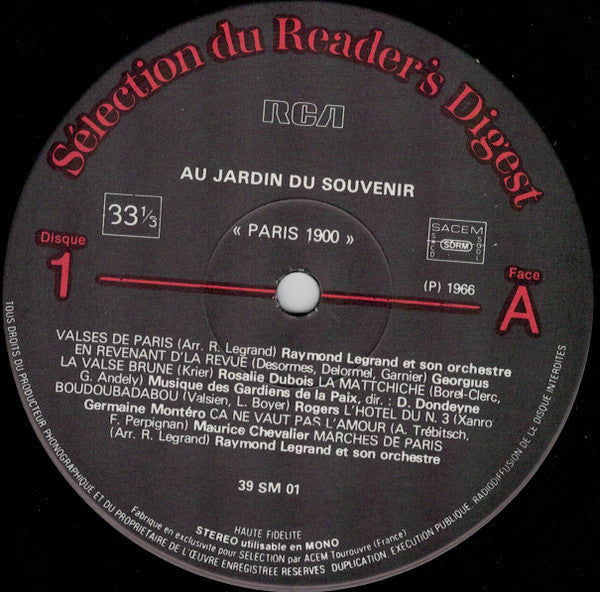 Sélection du Reader's Digest
RCA
AU JARDIN DU SOUVENIR
33 1/3
« PARIS 1900 »
SACEM
SACD
SDRM
SGDL
Disque
1
Face
A
(P) 1966
VALSES DE PARIS (Arr. R. Legrand) Raymond Legrand et son orchestre
EN REVENANT D'LA REVUE (Desormes, Delormel, Garnier) Georgius
LA VALSE BRUNE (Krier) Rosalie Dubois LA MATTCHICHE (Borel-Clerc,
G. Andely) Musique des Gardiens de la Paix, dir. : D. Dondeyne
BOUDOUBADABOU (Valsien, L. Boyer) Rogers L'HOTEL DU N. 3 (Xanro
Germaine Montéro ÇA NE VAUT PAS L'AMOUR (A. Trébitsch,
F. Perpignan) Maurice Chevalier MARCHES DE PARIS
(Arr. R. Legrand) Raymond Legrand et son orchestre
39 SM 01
HAUTE FIDELITE
STEREO utilisable en MONO
Fabrique en exclusivité pour SELECTION par ACEM Tourouvre (France)
TOUS DROITS DU PRODUCTEUR PHONOGRAPHIQUE ET DU PROPRIETAIRE DE L'ŒUVRE ENREGISTREE RESERVES DUPLICATION, EXECUTION PUBLIQUE, RADIODIFFUSION DE CE DISQUE INTERDITES